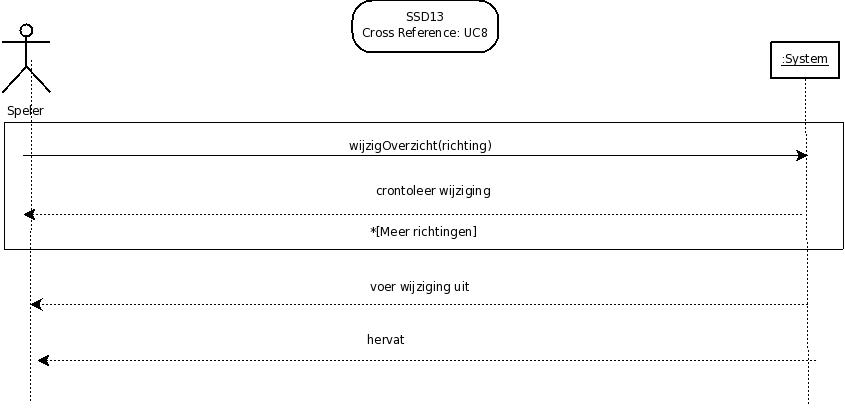 SSD13
Cross Reference: UC8
:System
Speler
wijzigOverzicht(richting)
crontoleer wijziging
*[Meer richtingen]
voer wijziging uit
hervat